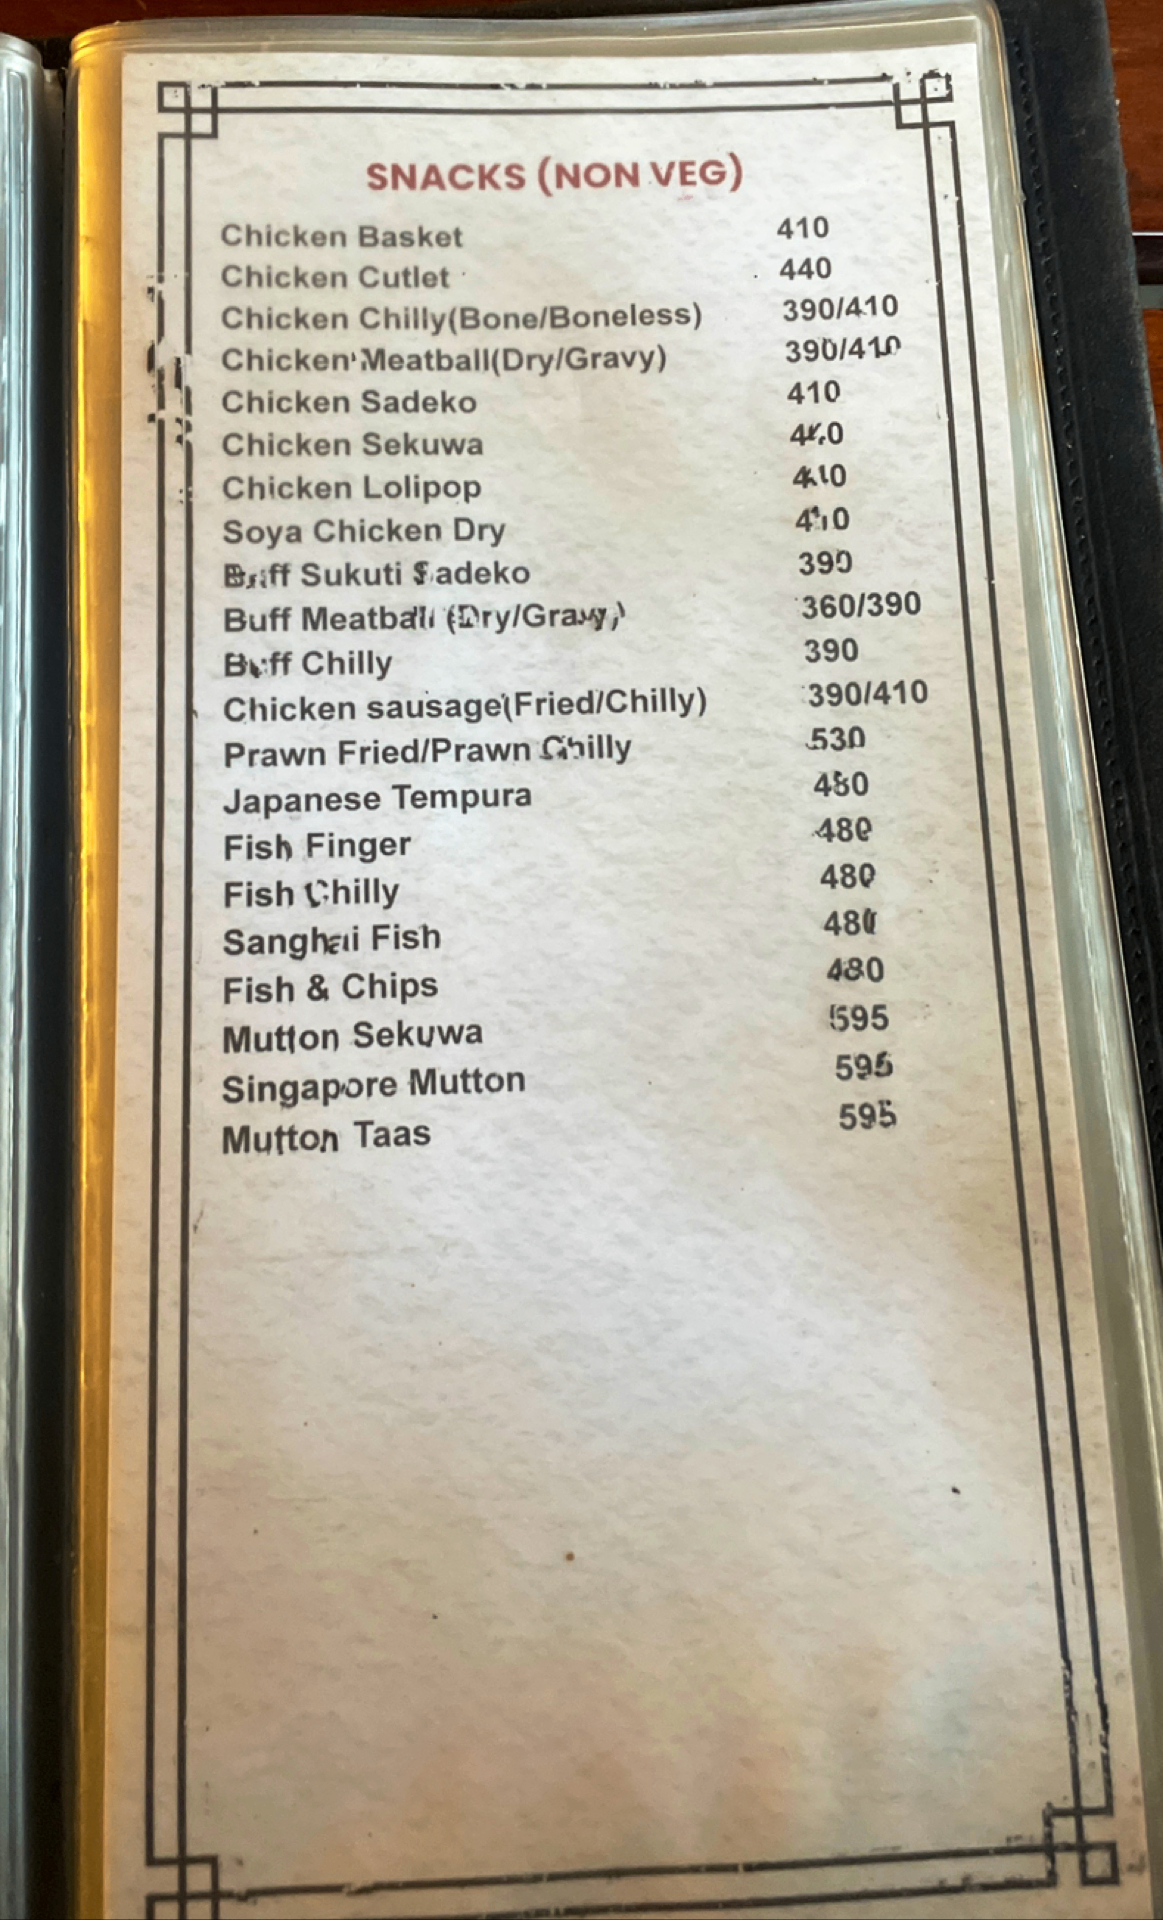 SNACKS (NON VEG)
Chicken Basket 410
Chicken Cutlet 440
Chicken Chilly(Bone/Boneless) 390/410
Chicken Meatball(Dry/Gravy) 390/410
Chicken Sadeko 410
Chicken Sekuwa
Chicken Lolipop 410
Soya Chicken Dry 410
Buff Sukuti Sadeko 390
Buff Meatball (Dry/Gravy) 360/390
Buff Chilly 390
Chicken sausage(Fried/Chilly) 390/410
Prawn Fried/Prawn Chilly 530
Japanese Tempura
Fish Finger 480
Fish Chilly 480
Sanghai Fish 480
Fish & Chips 480
Mutton Sekuwa 595
Singapore Mutton 595
Mutton Taas 595